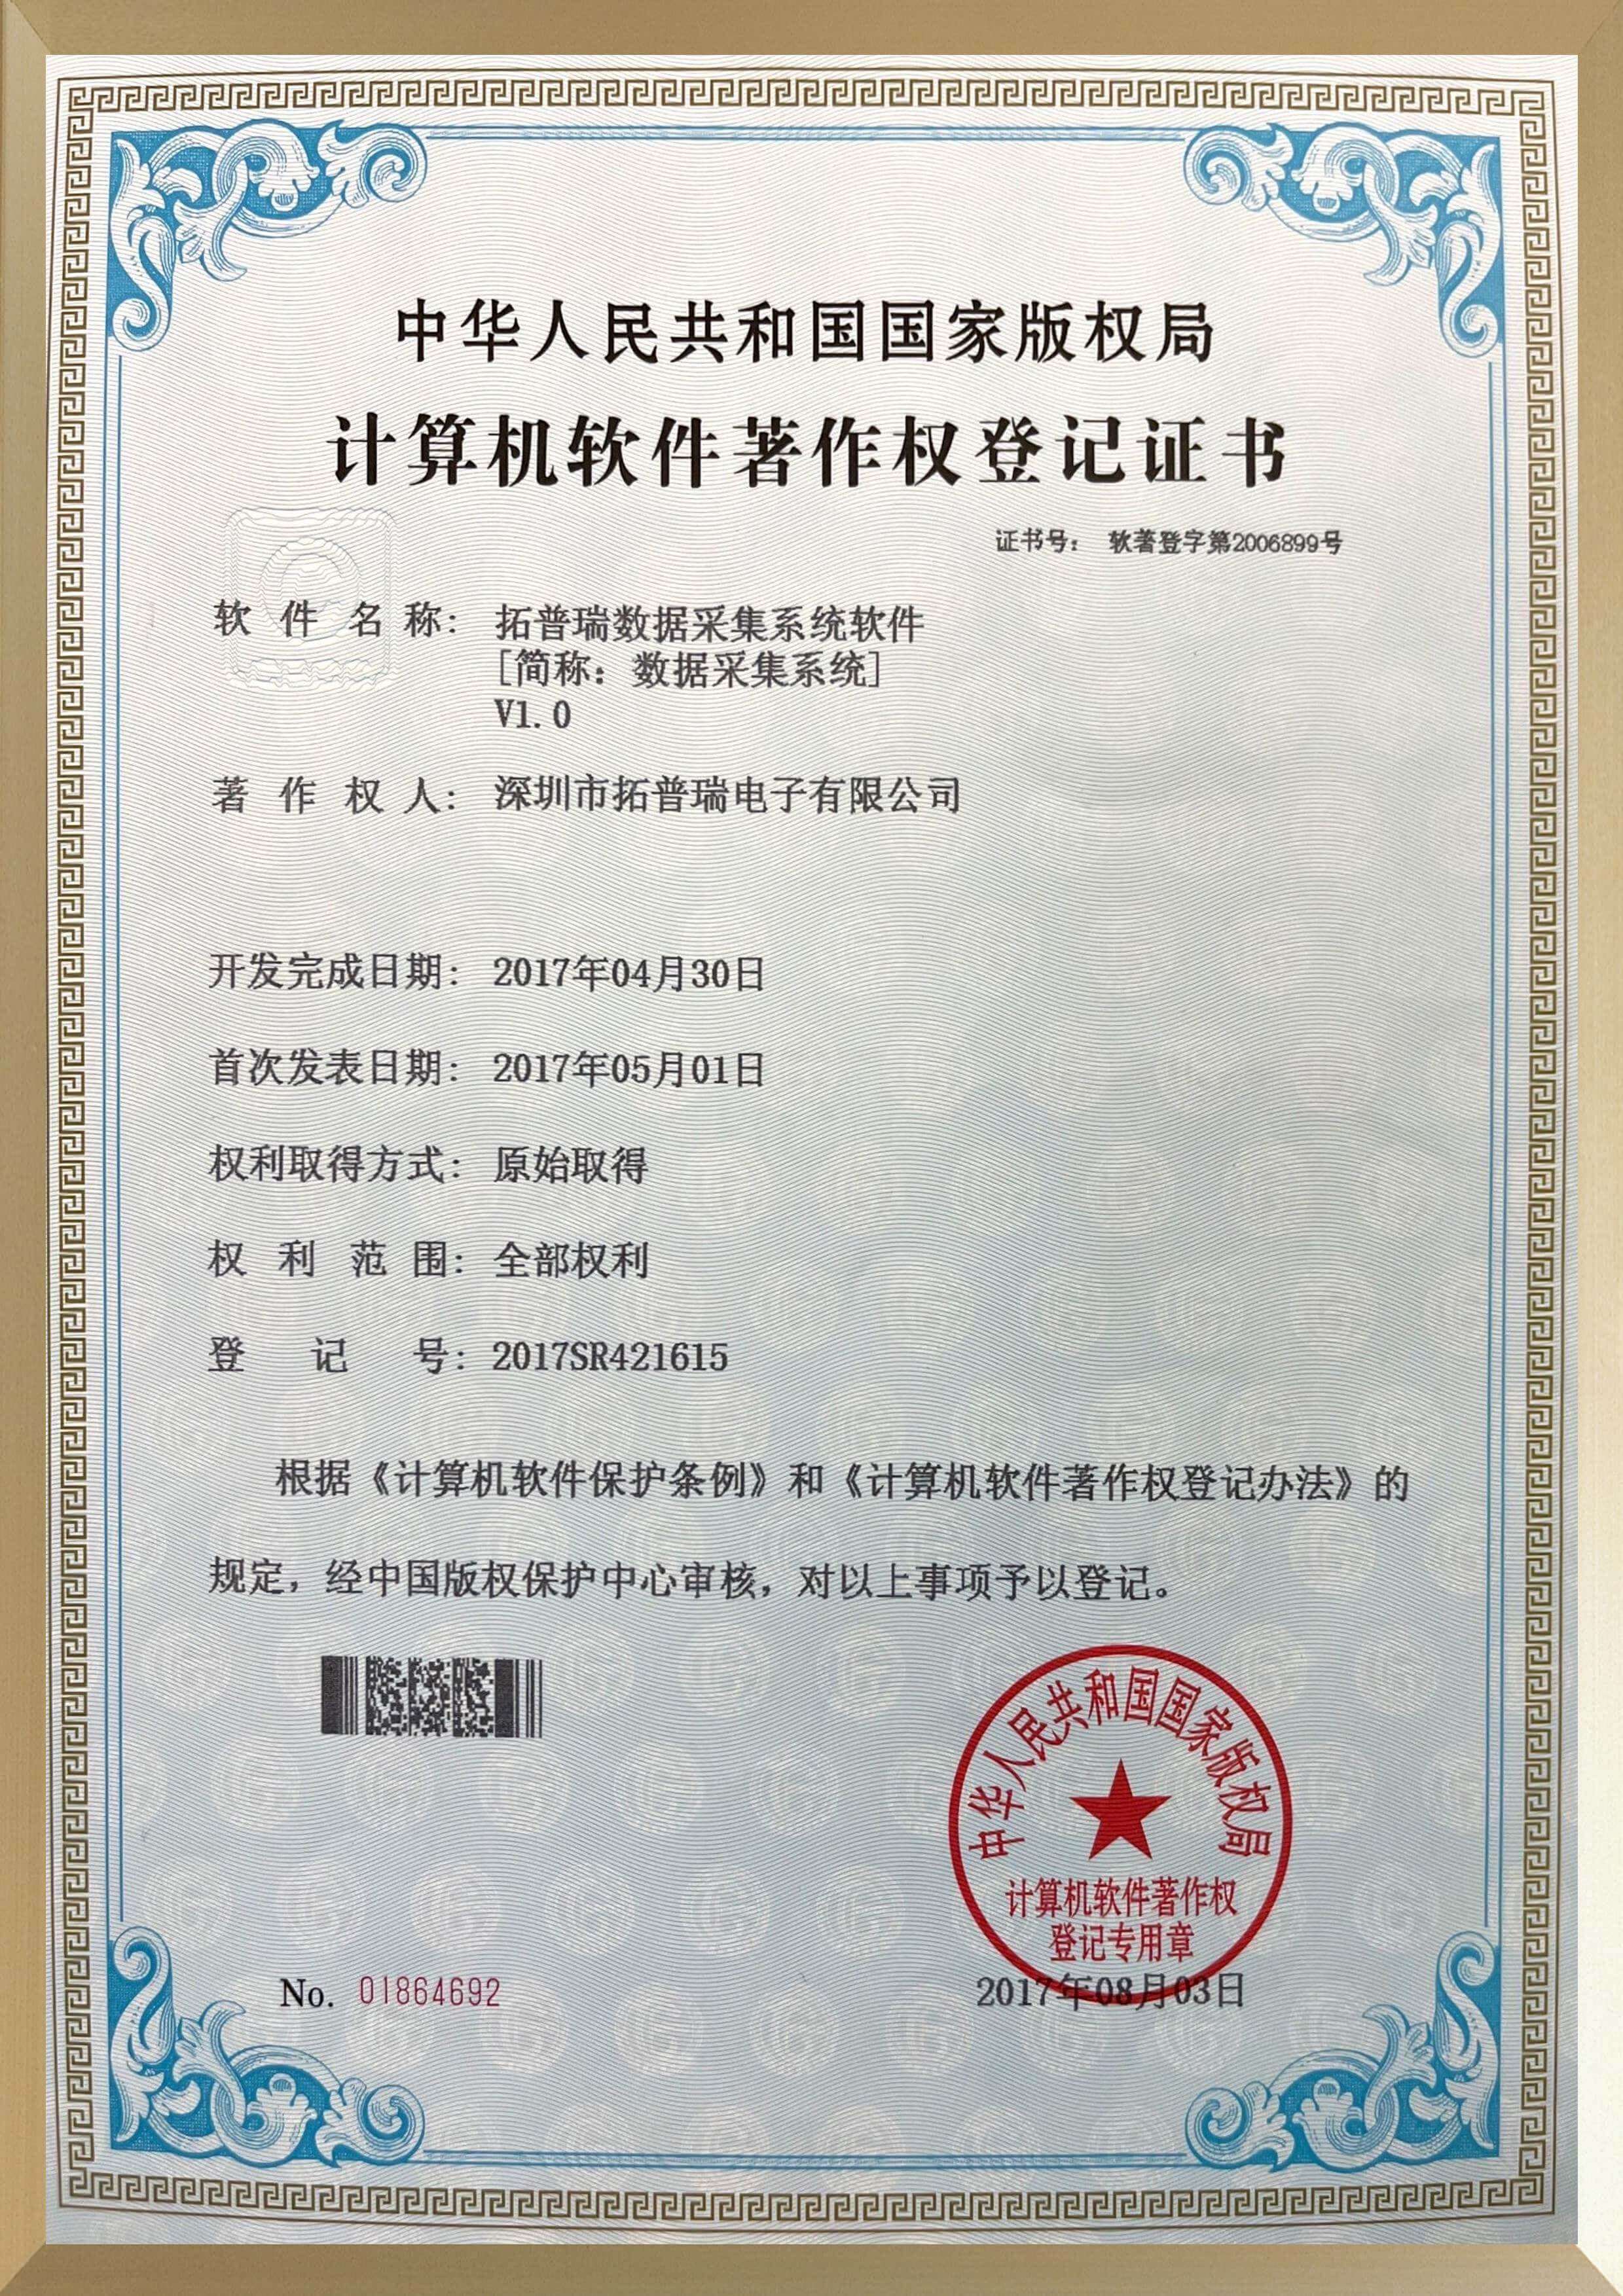 中华人民共和国国家版权局
计算机软件著作权登记证书
证书号： 软著登字第2006899号
软件名称： 拓普瑞数据采集系统软件
[简称：数据采集系统]
V1.0
著作权人： 深圳市拓普瑞电子有限公司
开发完成日期： 2017年04月30日
首次发表日期： 2017年05月01日
权利取得方式： 原始取得
权利范围： 全部权利
登记号： 2017SR421615
根据《计算机软件保护条例》和《计算机软件著作权登记办法》的
规定，经中国版权保护中心审核，对以上事项予以登记。
中华人民共和国国家版权局
计算机软件著作权
登记专用章
No. 01864692
2017年08月03日